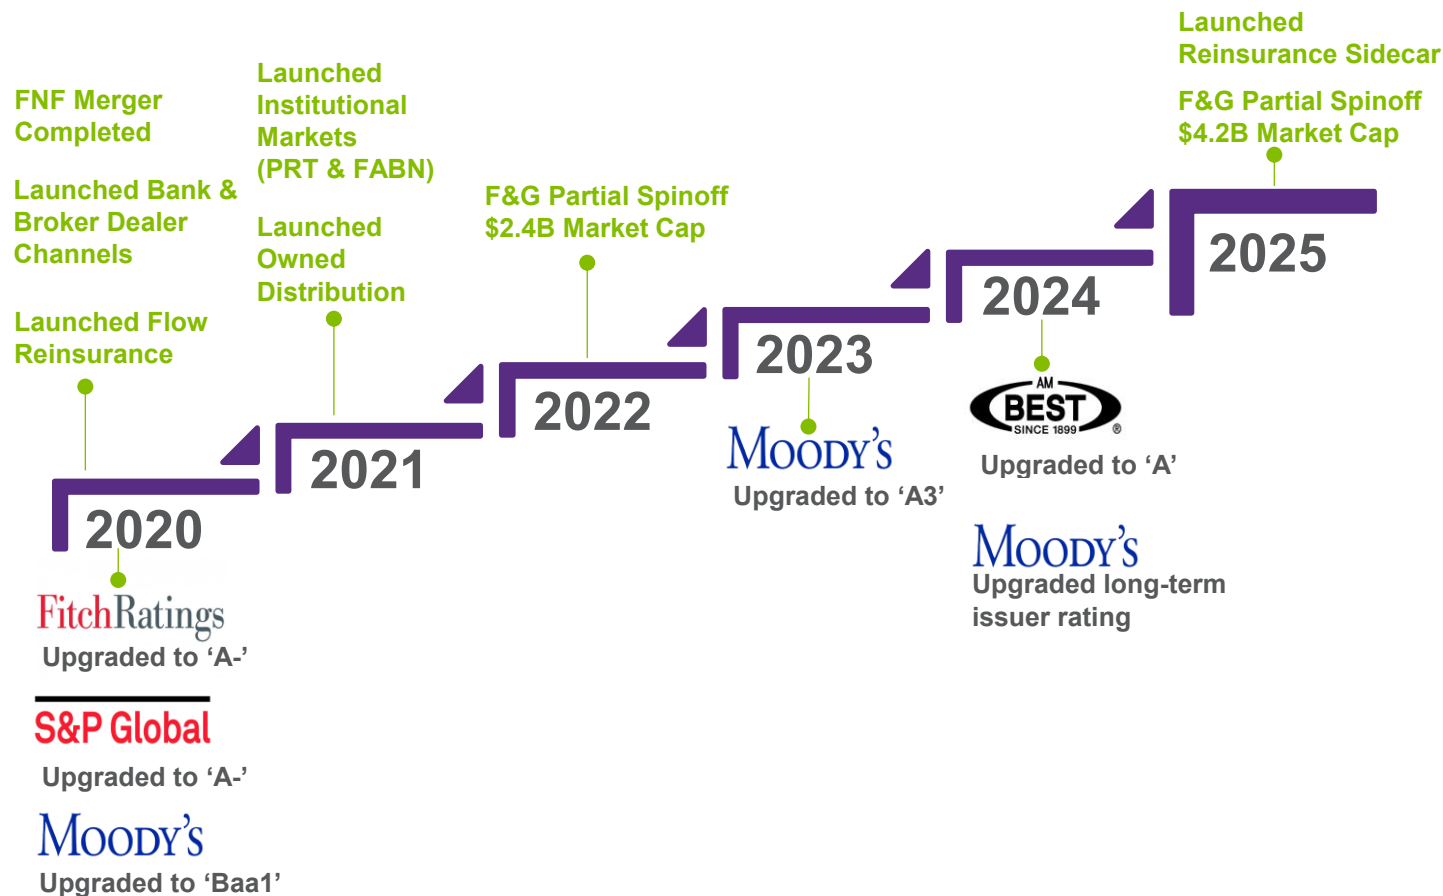 FNF Merger
Completed
Launched Bank &
Broker Dealer
Channels
Launched Flow
Reinsurance
2020
FitchRatings
Upgraded to ‘A-’
S&P Global
Upgraded to ‘A-’
MOODY'S
Upgraded to ‘Baa1’
Launched
Institutional
Markets
(PRT & FABN)
Launched
Owned
Distribution
2021
F&G Partial Spinoff
$2.4B Market Cap
2022
2023
MOODY'S
Upgraded to ‘A3’
2024
AM
BEST
SINCE 1899
®
Upgraded to ‘A’
MOODY'S
Upgraded long-term
issuer rating
Launched
Reinsurance Sidecar
F&G Partial Spinoff
$4.2B Market Cap
2025